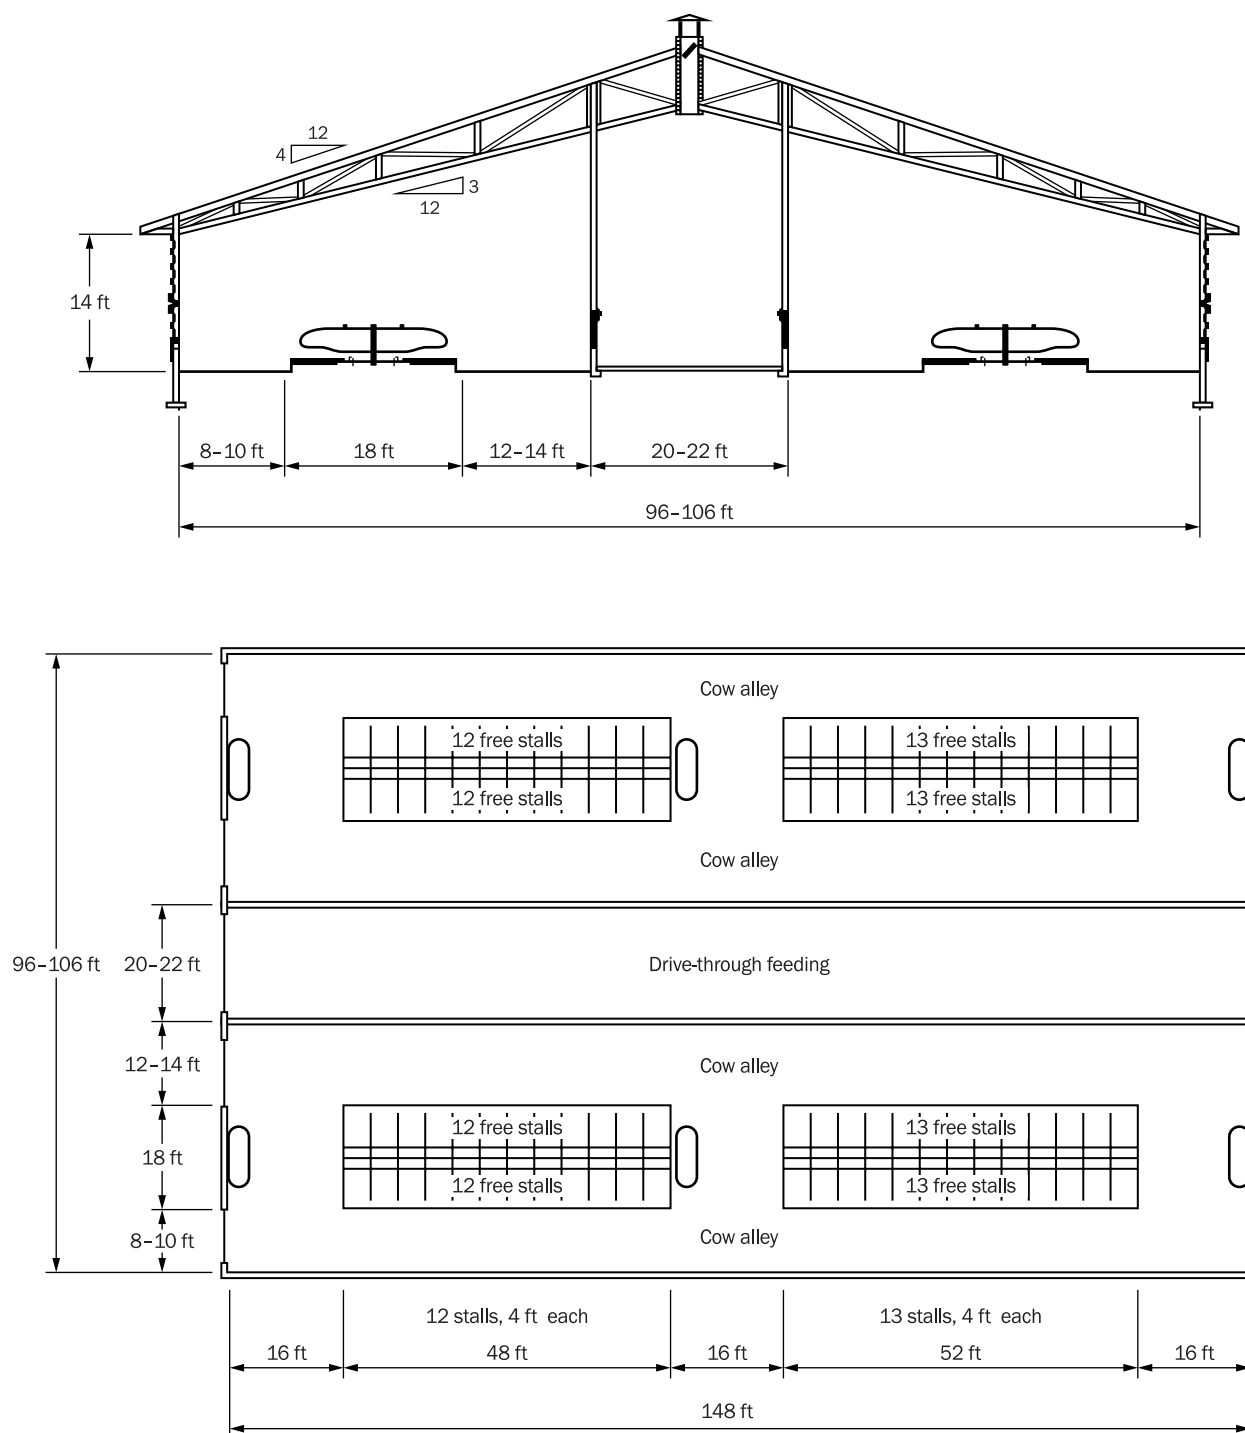 12
4
3
12
14 ft
8–10 ft
18 ft
12–14 ft
20–22 ft
96–106 ft
Cow alley
12 free stalls
13 free stalls
12 free stalls
13 free stalls
Cow alley
96–106 ft
20–22 ft
Drive-through feeding
12–14 ft
Cow alley
12 free stalls
13 free stalls
18 ft
12 free stalls
13 free stalls
8–10 ft
Cow alley
12 stalls, 4 ft each
13 stalls, 4 ft each
16 ft
48 ft
16 ft
52 ft
16 ft
148 ft